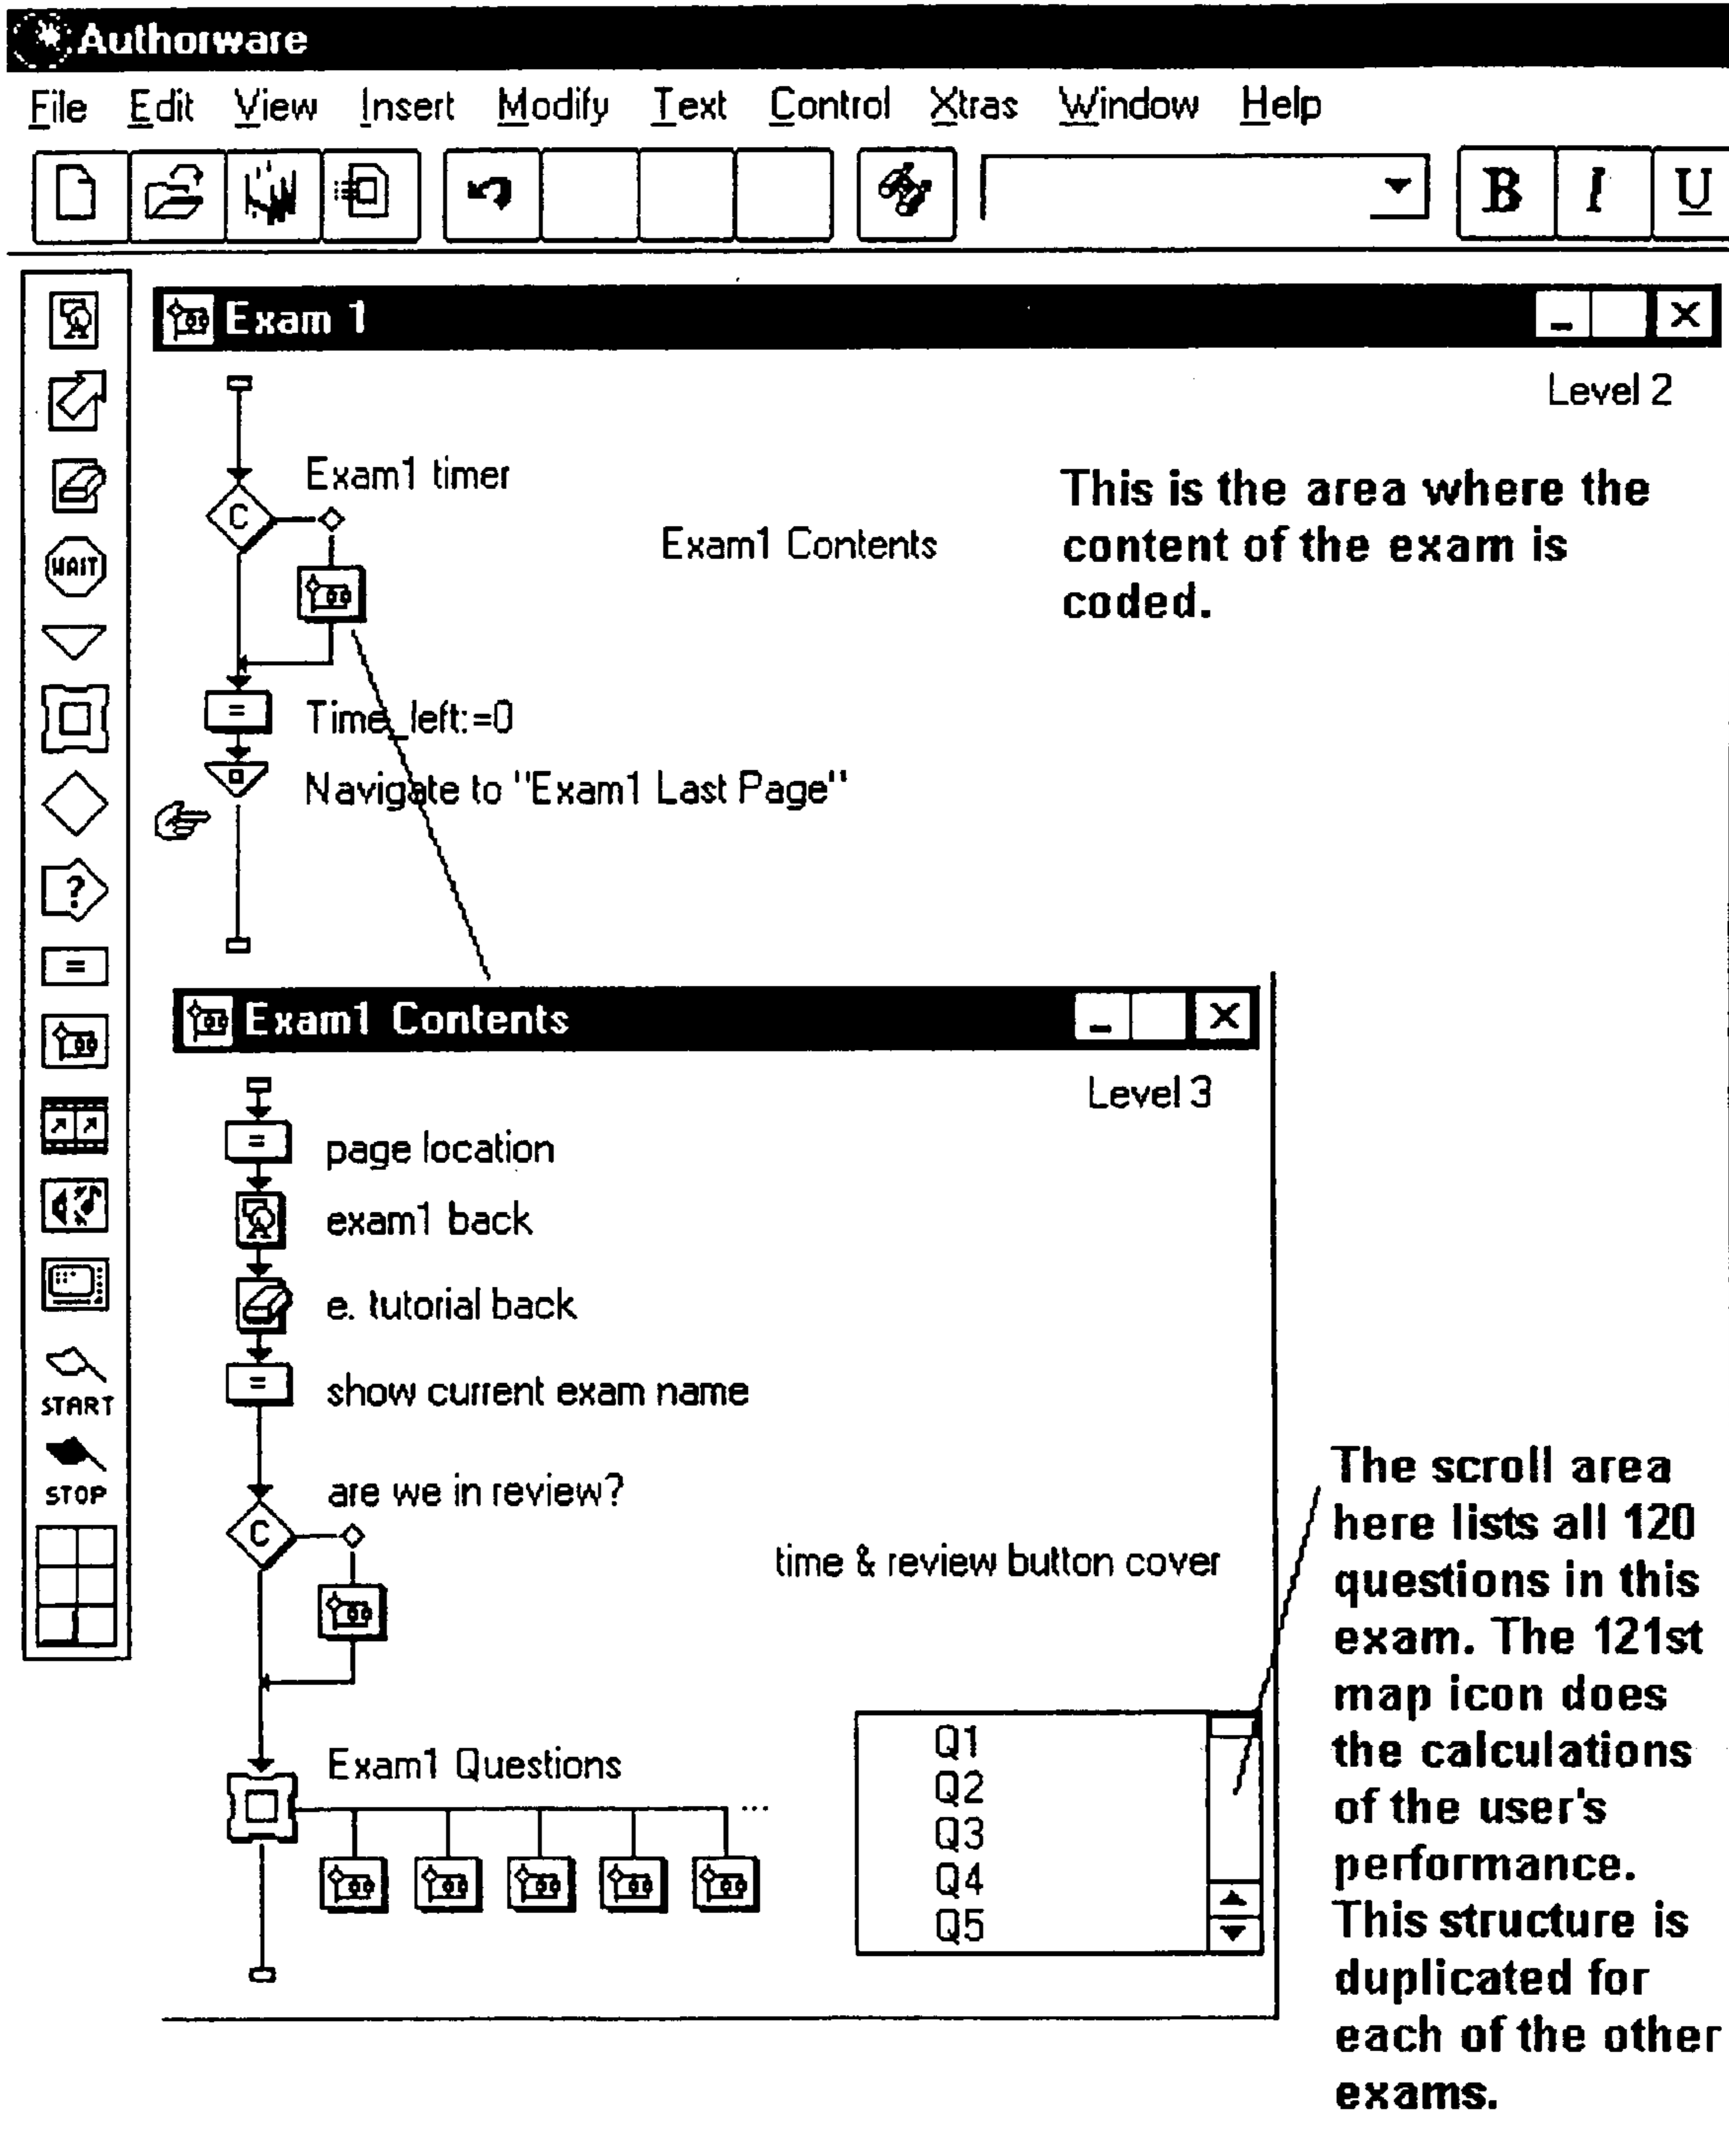 Authorware
File Edit View Insert Modify Text Control Xtras Window Help
B I U
Exam 1
Level 2
Exam1 timer
This is the area where the
content of the exam is
coded.
Exam1 Contents
C
WAIT
=
Time_left:=0
Navigate to "Exam1 Last Page"
?
=
Exam1 Contents
Level 3
=
page location
exam1 back
e. tutorial back
=
show current exam name
START
STOP
are we in review?
C
time & review button cover
The scroll area
here lists all 120
questions in this
exam. The 121st
map icon does
the calculations
of the user's
performance.
This structure is
duplicated for
each of the other
exams.
Exam1 Questions
...
Q1
Q2
Q3
Q4
Q5